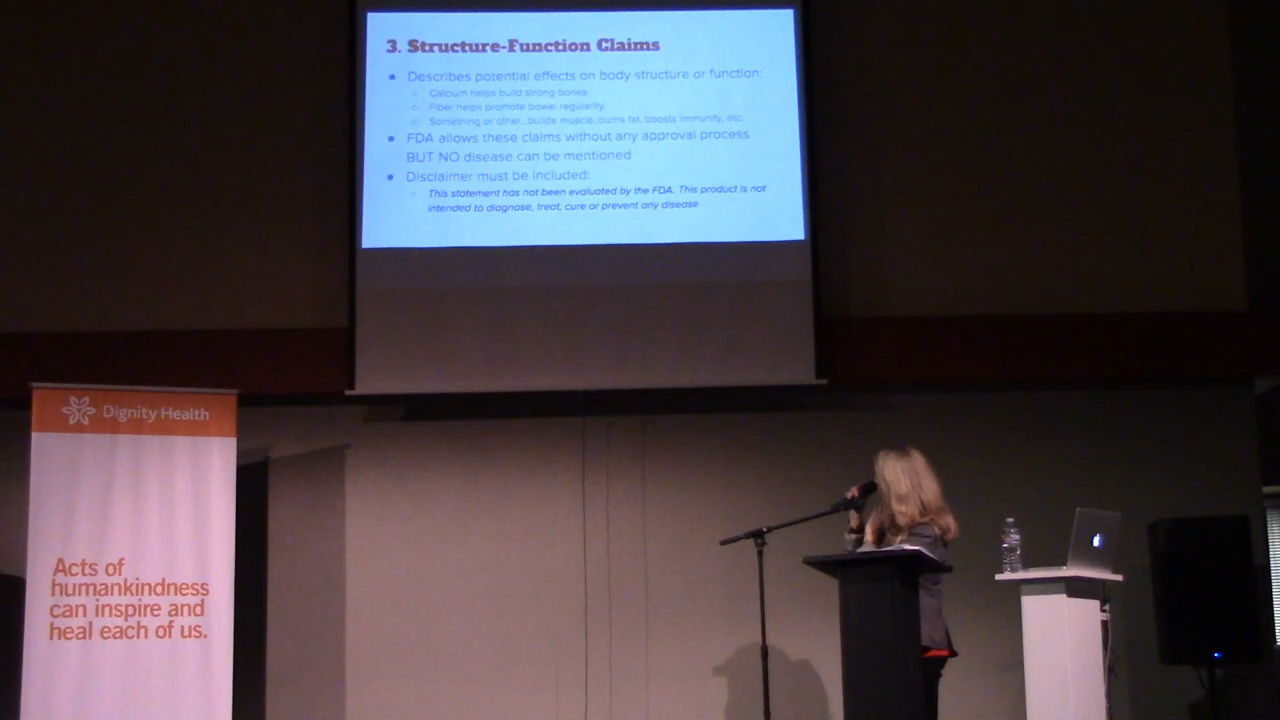 3. Structure-Function Claims
Describes potential effects on body structure or function:
Calcium helps build strong bones
Fiber helps promote bowel regularity
Something or other...builds muscle, burns fat, boosts immunity, etc.
FDA allows these claims without any approval process
BUT NO disease can be mentioned
Disclaimer must be included:
This statement has not been evaluated by the FDA. This product is not
intended to diagnose, treat, cure or prevent any disease
Dignity Health
Acts of
humankindness
can inspire and
heal each of us.